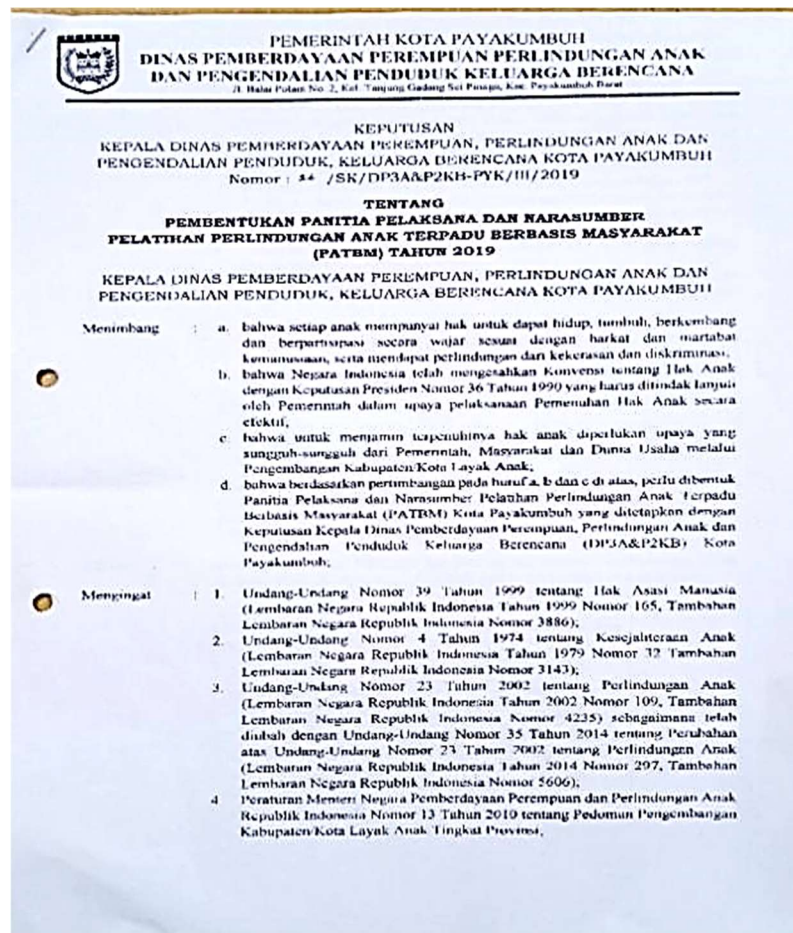 PEMERINTAH KOTA PAYAKUMBUH
DINAS PEMBERDAYAAN PEREMPUAN PERLINDUNGAN ANAK
DAN PENGENDALIAN PENDUDUK KELUARGA BERENCANA
No. 2, Kel. Tanjung Gadang Sei Pinago, Kec. Payakumbuh Barat
KEPUTUSAN
KEPALA DINAS PEMBERDAYAAN PEREMPUAN, PERLINDUNGAN ANAK DAN
PENGENDALIAN PENDUDUK, KELUARGA BERENCANA KOTA PAYAKUMBUH
Nomor : /SK/DP3A&P2KB-PYK/III/2019
TENTANG
PEMBENTUKAN PANITIA PELAKSANA DAN NARASUMBER
PELATIHAN PERLINDUNGAN ANAK TERPADU BERBASIS MASYARAKAT
(PATBM) TAHUN 2019
KEPALA DINAS PEMBERDAYAAN PEREMPUAN, PERLINDUNGAN ANAK DAN
PENGENDALIAN PENDUDUK, KELUARGA BERENCANA KOTA PAYAKUMBUH
Menimbang : a. bahwa setiap anak mempunyai hak untuk dapat hidup, tumbuh, berkembang
dan berpartisipasi secara wajar sesuai dengan harkat dan martabat
kemanusiaan, serta mendapat perlindungan dari kekerasan dan diskriminasi,
b. bahwa Negara Indonesia telah mengesahkan Konvensi tentang Hak Anak
dengan Keputusan Presiden Nomor 36 Tahun 1990 yang harus ditindak lanjuti
oleh Pemerintah dalam upaya pelaksanaan Pemenuhan Hak Anak secara
efektif;
c. bahwa untuk menjamin terpenuhinya hak anak diperlukan upaya yang
sungguh-sungguh dari Pemerintah, Masyarakat dan Dunia Usaha melalui
Pengembangan Kabupaten/Kota Layak Anak;
d. bahwa berdasarkan pertimbangan pada huruf a, b dan c di atas, perlu dibentuk
Panitia Pelaksana dan Narasumber Pelatihan Perlindungan Anak Terpadu
Berbasis Masyarakat (PATBM) Kota Payakumbuh yang ditetapkan dengan
Keputusan Kepala Dinas Pemberdayaan Perempuan, Perlindungan Anak dan
Pengendalian Penduduk Keluarga Berencana (DP3A&P2KB) Kota
Payakumbuh;
Mengingat : 1. Undang-Undang Nomor 39 Tahun 1999 tentang Hak Asasi Manusia
(Lembaran Negara Republik Indonesia Tahun 1999 Nomor 165, Tambahan
Lembaran Negara Republik Indonesia Nomor 3886);
2. Undang-Undang Nomor 4 Tahun 1974 tentang Kesejahteraan Anak
(Lembaran Negara Republik Indonesia Tahun 1979 Nomor 32 Tambahan
Lembaran Negara Republik Indonesia Nomor 3143);
3. Undang-Undang Nomor 23 Tahun 2002 tentang Perlindungan Anak
(Lembaran Negara Republik Indonesia Tahun 2002 Nomor 109, Tambahan
Lembaran Negara Republik Indonesia Nomor 4235) sebagaimana telah
diubah dengan Undang-Undang Nomor 35 Tahun 2014 tentang Perubahan
atas Undang-Undang Nomor 23 Tahun 2002 tentang Perlindungan Anak
(Lembaran Negara Republik Indonesia Tahun 2014 Nomor 297, Tambahan
Lembaran Negara Republik Indonesia Nomor 5606);
4 Peraturan Menteri Negara Pemberdayaan Perempuan dan Perlindungan Anak
Republik Indonesia Nomor 13 Tahun 2010 tentang Pedoman Pengembangan
Kabupaten/Kota Layak Anak Tingkat Provinsi,